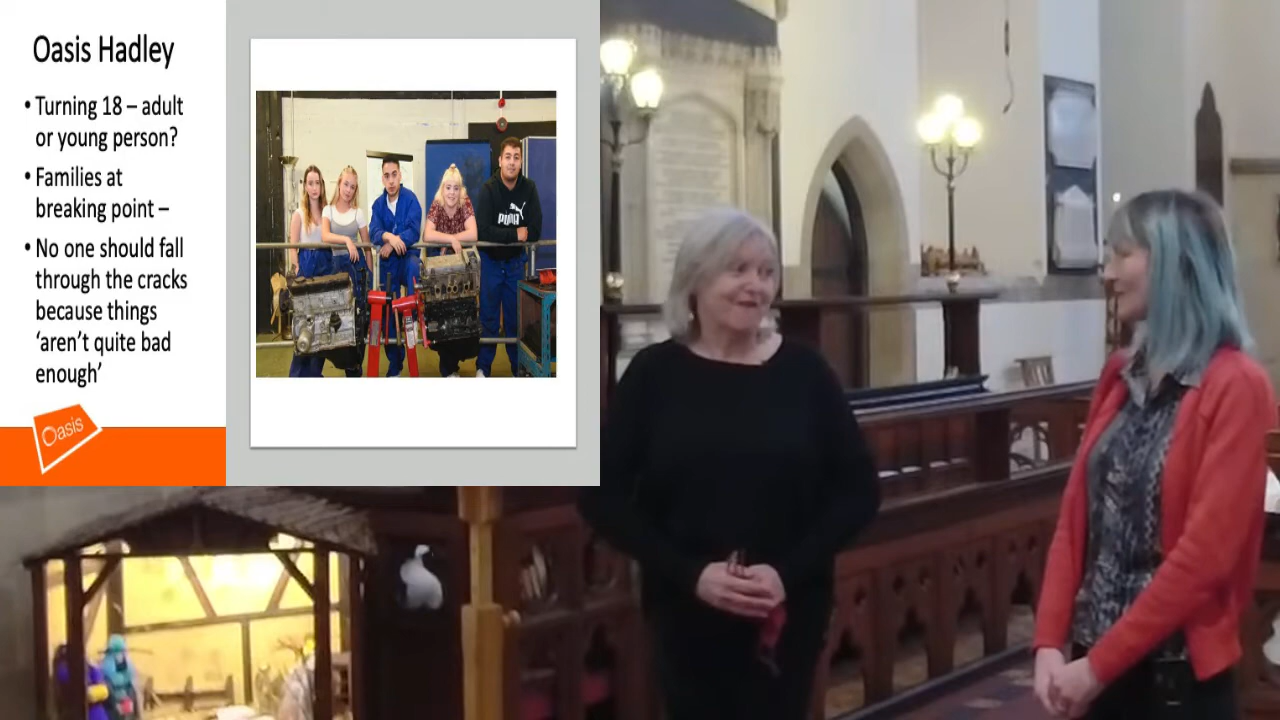 Oasis Hadley
• Turning 18 – adult
or young person?
• Families at
breaking point –
• No one should fall
through the cracks
because things
‘aren’t quite bad
enough’
Oasis
PUMA